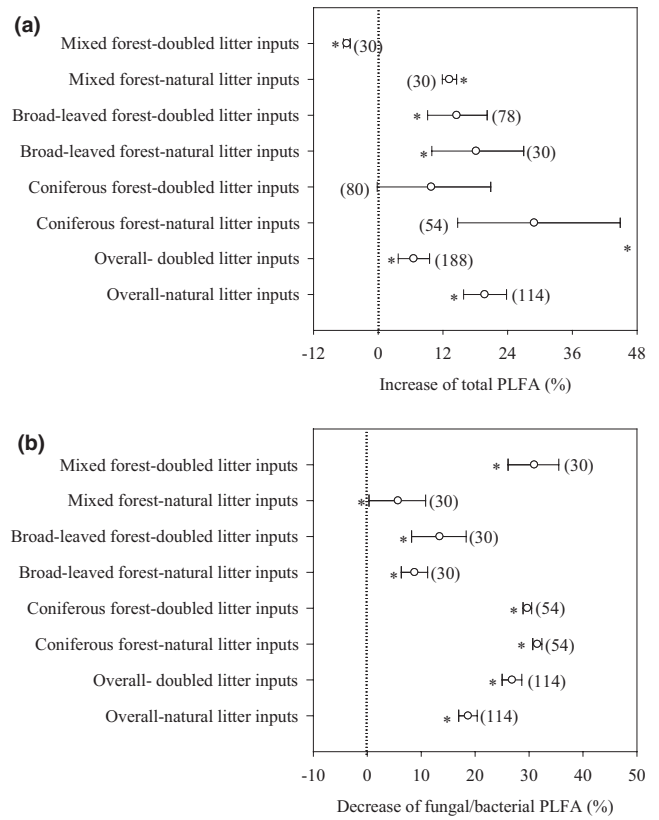 (a)
Mixed forest-doubled litter inputs * (30)
Mixed forest-natural litter inputs (30) *
Broad-leaved forest-doubled litter inputs * (78)
Broad-leaved forest-natural litter inputs * (30)
Coniferous forest-doubled litter inputs (80)
Coniferous forest-natural litter inputs (54) *
Overall- doubled litter inputs * (188)
Overall-natural litter inputs * (114)
-12 0 12 24 36 48
Increase of total PLFA (%)
(b)
Mixed forest-doubled litter inputs * (30)
Mixed forest-natural litter inputs * (30)
Broad-leaved forest-doubled litter inputs * (30)
Broad-leaved forest-natural litter inputs * (30)
Coniferous forest-doubled litter inputs * (54)
Coniferous forest-natural litter inputs * (54)
Overall- doubled litter inputs * (114)
Overall-natural litter inputs * (114)
-10 0 10 20 30 40 50
Decrease of fungal/bacterial PLFA (%)